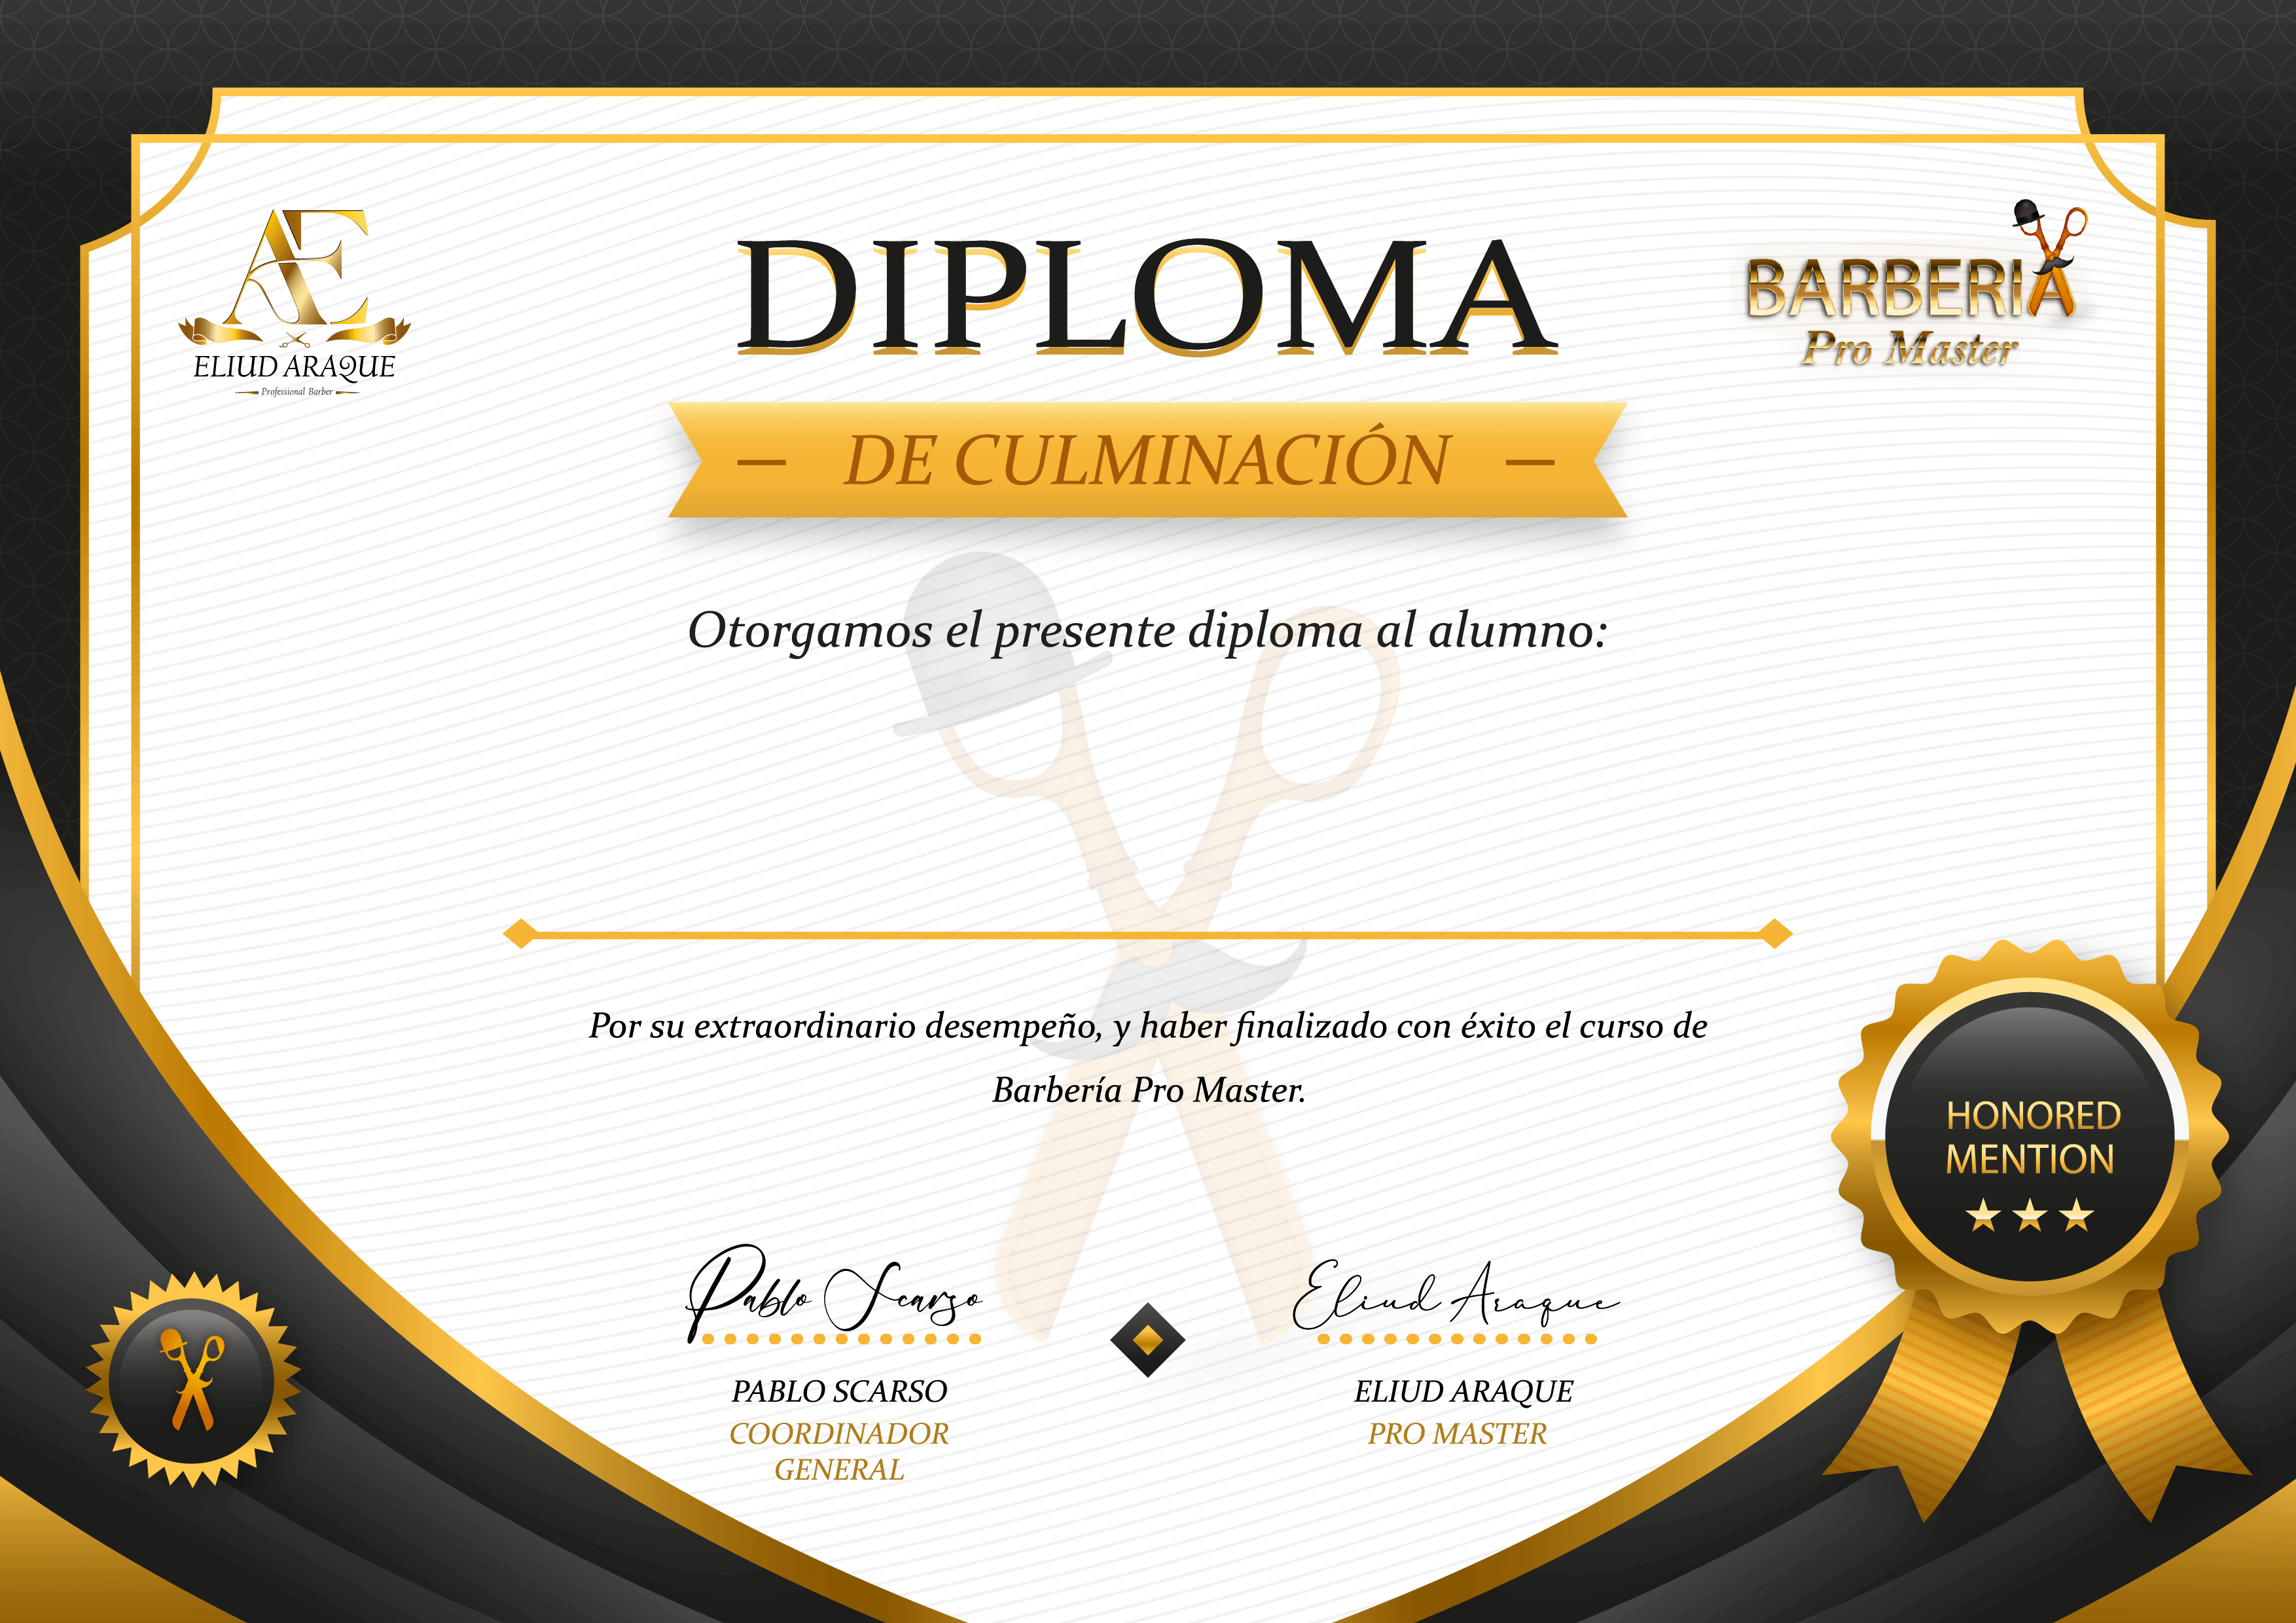 AE
ELIUD ARAQUE
Professional Barber
DIPLOMA
BARBERIA
Pro Master
— DE CULMINACIÓN —
Otorgamos el presente diploma al alumno:
Por su extraordinario desempeño, y haber finalizado con éxito el curso de
Barbería Pro Master.
HONORED
MENTION
Pablo Scarso
Eliud Araque
PABLO SCARSO
COORDINADOR
GENERAL
ELIUD ARAQUE
PRO MASTER